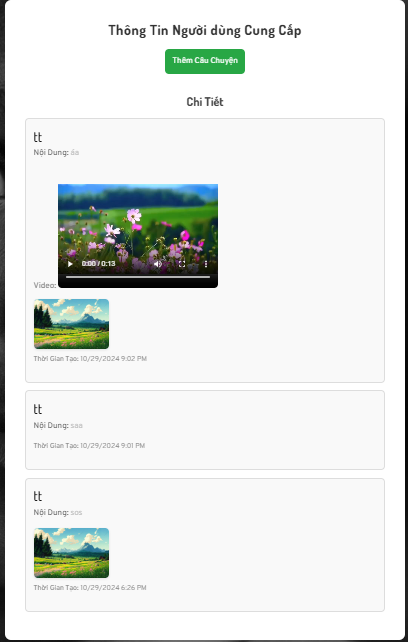 Thông Tin Người dùng Cung Cấp
Thêm Câu Chuyện
Chi Tiết
tt
Nội Dung: ấa
0:00 / 0:13
Video:
Thời Gian Tạo: 10/29/2024 9:02 PM
tt
Nội Dung: saa
Thời Gian Tạo: 10/29/2024 9:01 PM
tt
Nội Dung: sos
Thời Gian Tạo: 10/29/2024 6:26 PM